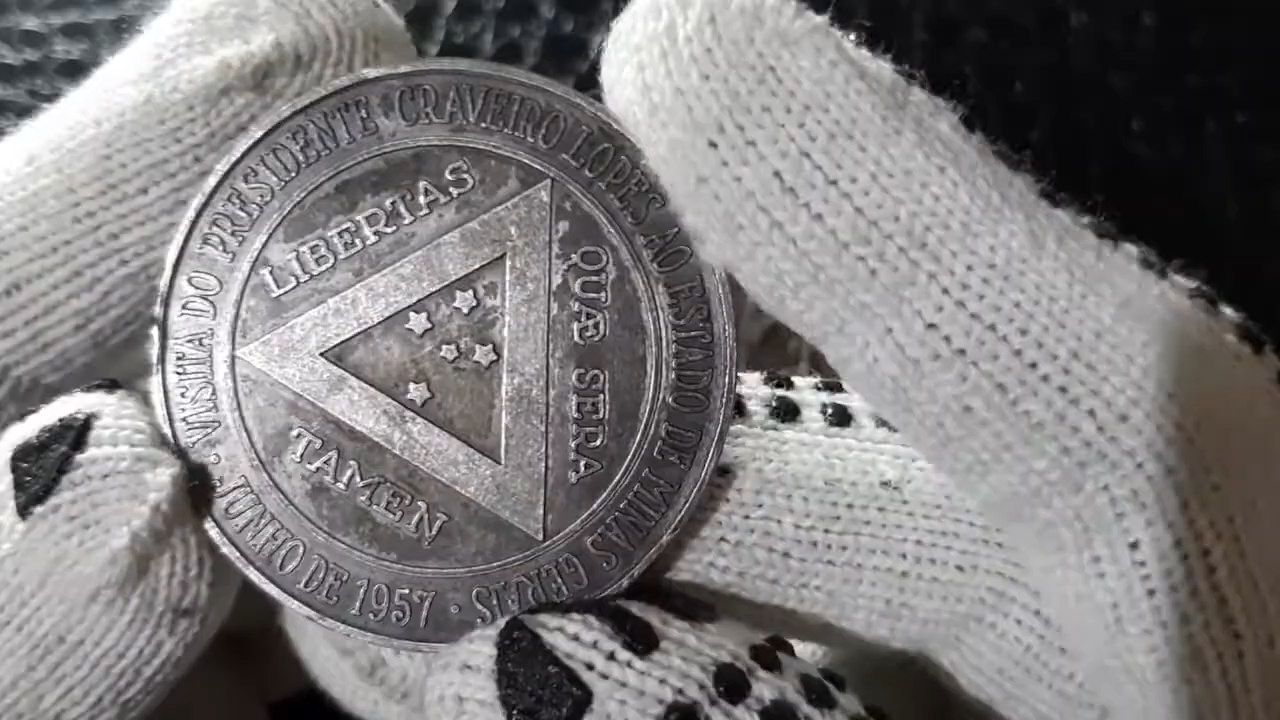 VISITA DO PRESIDENTE CRAVEIRO LOPES AO ESTADO DE MINAS GERAIS · JUNHO DE 1957 ·
LIBERTAS
QUÆ SERA
TAMEN